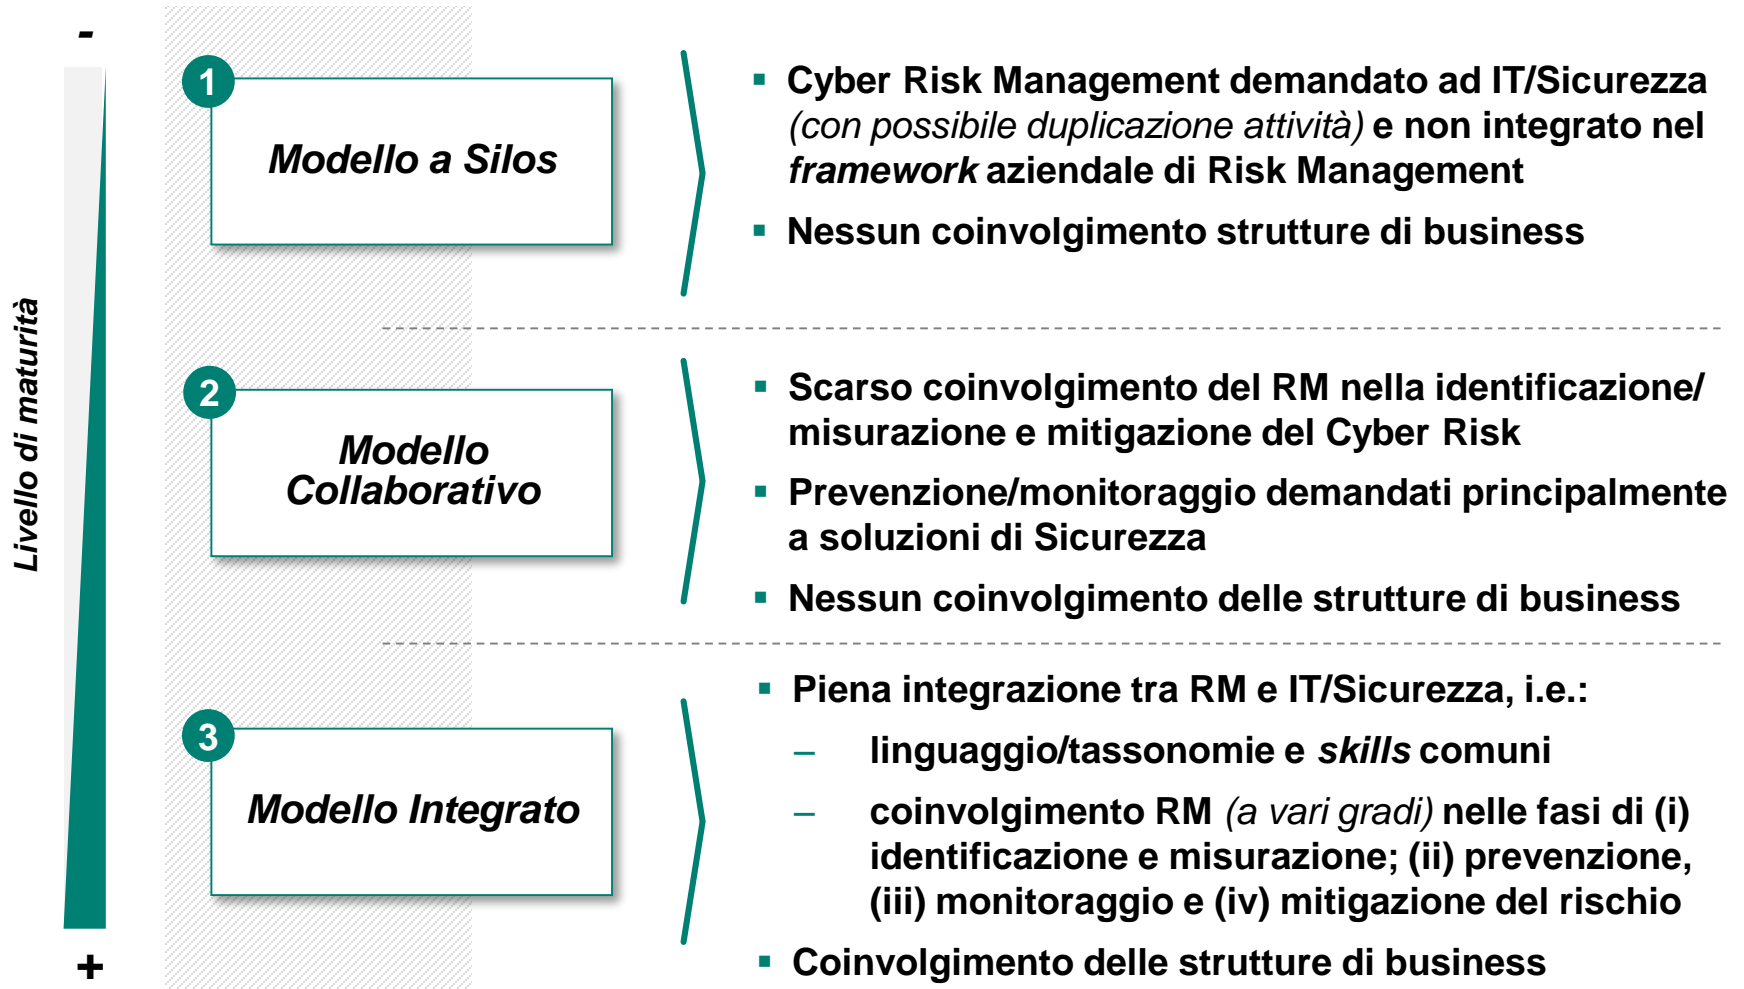 -
Livello di maturità
+
1
Modello a Silos
▪ Cyber Risk Management demandato ad IT/Sicurezza
(con possibile duplicazione attività) e non integrato nel
framework aziendale di Risk Management
▪ Nessun coinvolgimento strutture di business
2
Modello
Collaborativo
▪ Scarso coinvolgimento del RM nella identificazione/
misurazione e mitigazione del Cyber Risk
▪ Prevenzione/monitoraggio demandati principalmente
a soluzioni di Sicurezza
▪ Nessun coinvolgimento delle strutture di business
3
Modello Integrato
▪ Piena integrazione tra RM e IT/Sicurezza, i.e.:
– linguaggio/tassonomie e skills comuni
– coinvolgimento RM (a vari gradi) nelle fasi di (i)
identificazione e misurazione; (ii) prevenzione,
(iii) monitoraggio e (iv) mitigazione del rischio
▪ Coinvolgimento delle strutture di business